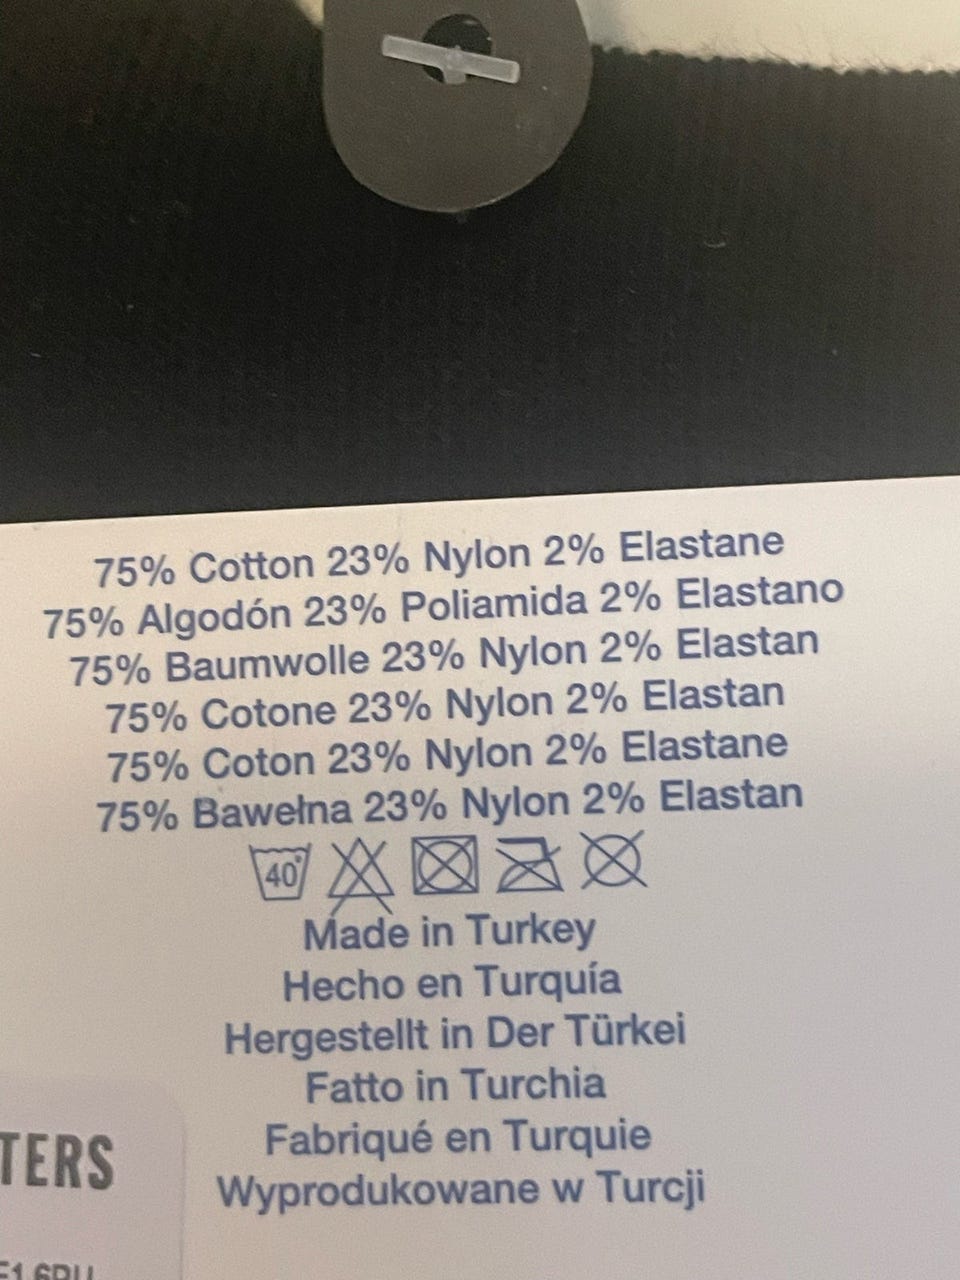 75% Cotton 23% Nylon 2% Elastane
75% Algodón 23% Poliamida 2% Elastano
75% Baumwolle 23% Nylon 2% Elastan
75% Cotone 23% Nylon 2% Elastan
75% Coton 23% Nylon 2% Elastane
75% Bawełna 23% Nylon 2% Elastan
40°
Made in Turkey
Hecho en Turquía
Hergestellt in Der Türkei
Fatto in Turchia
Fabriqué en Turquie
Wyprodukowane w Turcji
TERS